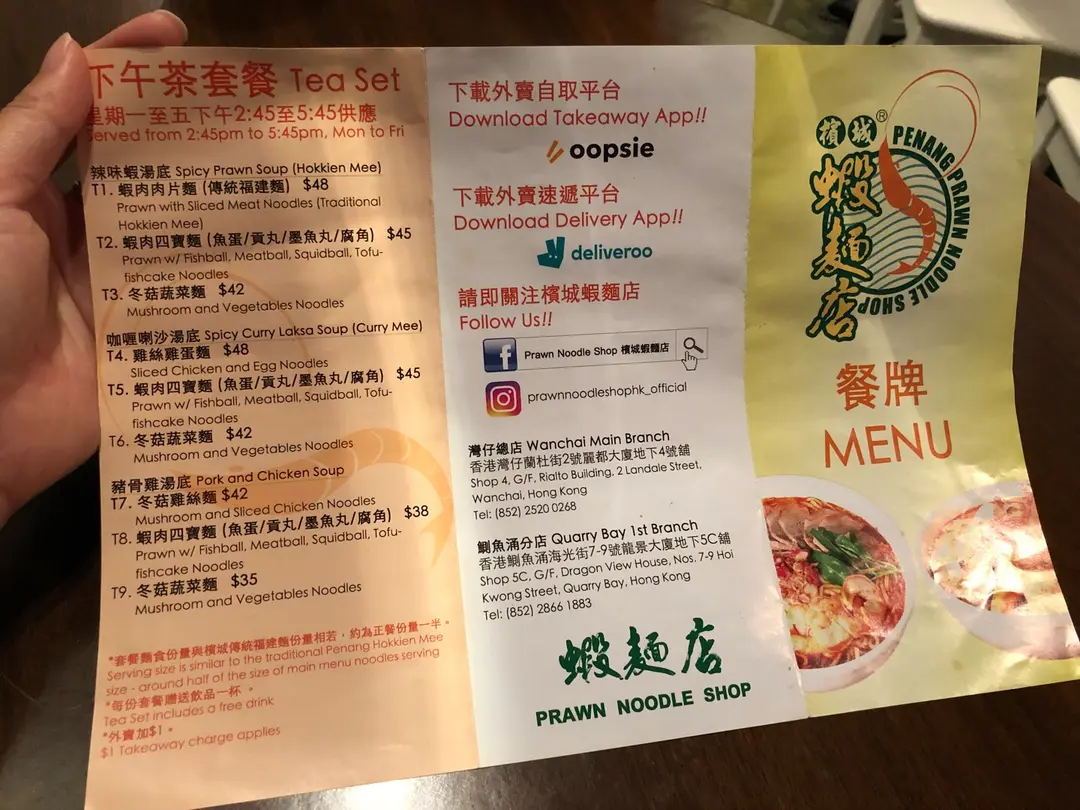 下午茶套餐 Tea Set
星期一至五下午2:45至5:45供應
Served from 2:45pm to 5:45pm, Mon to Fri
辣味蝦湯底 Spicy Prawn Soup (Hokkien Mee)
T1. 蝦肉肉片麵 (傳統福建麵) $48
Prawn with Sliced Meat Noodles (Traditional
Hokkien Mee)
T2. 蝦肉四寶麵 (魚蛋/貢丸/墨魚丸/腐角) $45
Prawn w/ Fishball, Meatball, Squidball, Tofu-
fishcake Noodles
T3. 冬菇蔬菜麵 $42
Mushroom and Vegetables Noodles
咖喱喇沙湯底 Spicy Curry Laksa Soup (Curry Mee)
T4. 雞絲雞蛋麵 $48
Sliced Chicken and Egg Noodles
T5. 蝦肉四寶麵 (魚蛋/貢丸/墨魚丸/腐角) $45
Prawn w/ Fishball, Meatball, Squidball, Tofu-
fishcake Noodles
T6. 冬菇蔬菜麵 $42
Mushroom and Vegetables Noodles
豬骨雞湯底 Pork and Chicken Soup
T7. 冬菇雞絲麵 $42
Mushroom and Sliced Chicken Noodles
T8. 蝦肉四寶麵 (魚蛋/貢丸/墨魚丸/腐角) $38
Prawn w/ Fishball, Meatball, Squidball, Tofu-
fishcake Noodles
T9. 冬菇蔬菜麵 $35
Mushroom and Vegetables Noodles
*套餐麵食份量與檳城傳統福建麵份量相若，約為正餐份量一半。
Serving size is similar to the traditional Penang Hokkien Mee
size - around half of the size of main menu noodles serving
*每份套餐贈送飲品一杯。
Tea Set includes a free drink
*外賣加$1。
$1 Takeaway charge applies
下載外賣自取平台
Download Takeaway App!!
oopsie
下載外賣速遞平台
Download Delivery App!!
deliveroo
請即關注檳城蝦麵店
Follow Us!!
f Prawn Noodle Shop 檳城蝦麵店
prawnnoodleshophk_official
灣仔總店 Wanchai Main Branch
香港灣仔蘭杜街2號麗都大廈地下4號舖
Shop 4, G/F, Rialto Building, 2 Landale Street,
Wanchai, Hong Kong
Tel: (852) 2520 0268
鰂魚涌分店 Quarry Bay 1st Branch
香港鰂魚涌海光街7-9號龍景大廈地下5C舖
Shop 5C, G/F, Dragon View House, Nos. 7-9 Hoi
Kwong Street, Quarry Bay, Hong Kong
Tel: (852) 2866 1883
蝦麵店
PRAWN NOODLE SHOP
檳城®
蝦麵店
PENANG PRAWN NOODLE SHOP
餐牌
MENU